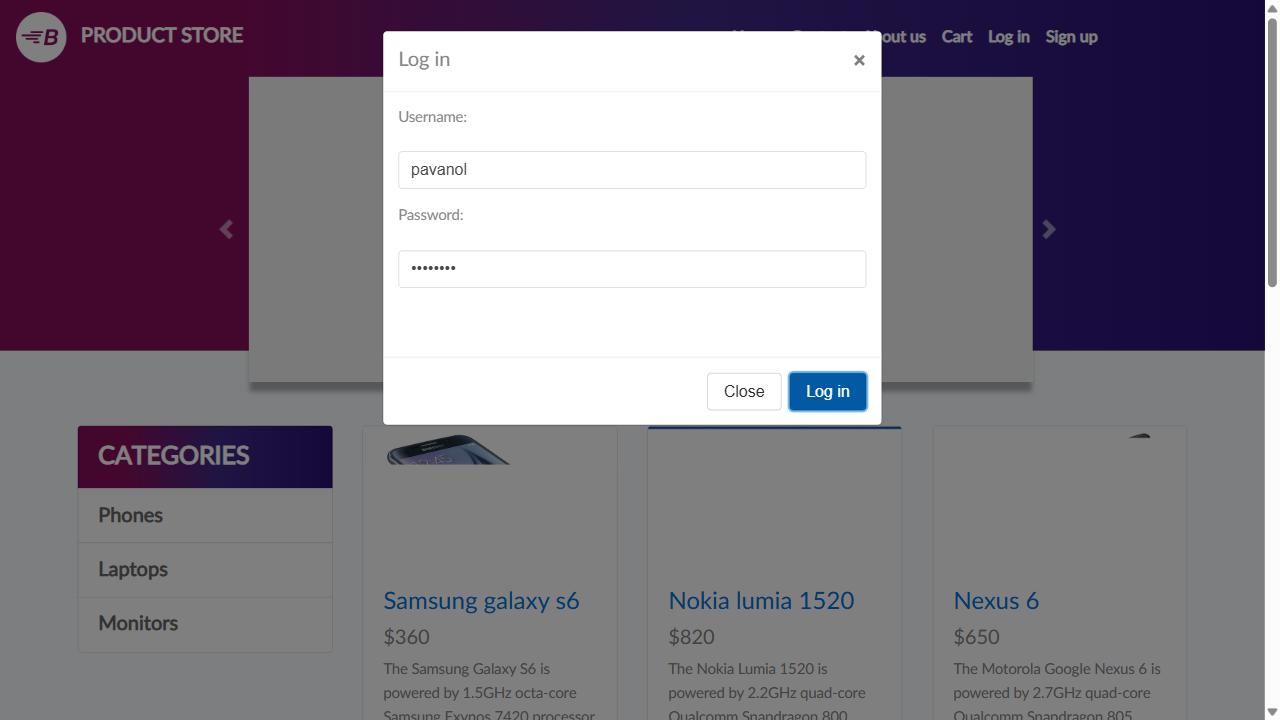 B PRODUCT STORE
out us Cart Log in Sign up
Log in ×
Username:
pavanol
Password:
••••••••
Close Log in
CATEGORIES
Phones
Laptops
Monitors
Samsung galaxy s6
$360
The Samsung Galaxy S6 is
powered by 1.5GHz octa-core
Samsung Exynos 7420 processor
Nokia lumia 1520
$820
The Nokia Lumia 1520 is
powered by 2.2GHz quad-core
Qualcomm Snapdragon 800
Nexus 6
$650
The Motorola Google Nexus 6 is
powered by 2.7GHz quad-core
Qualcomm Snapdragon 805